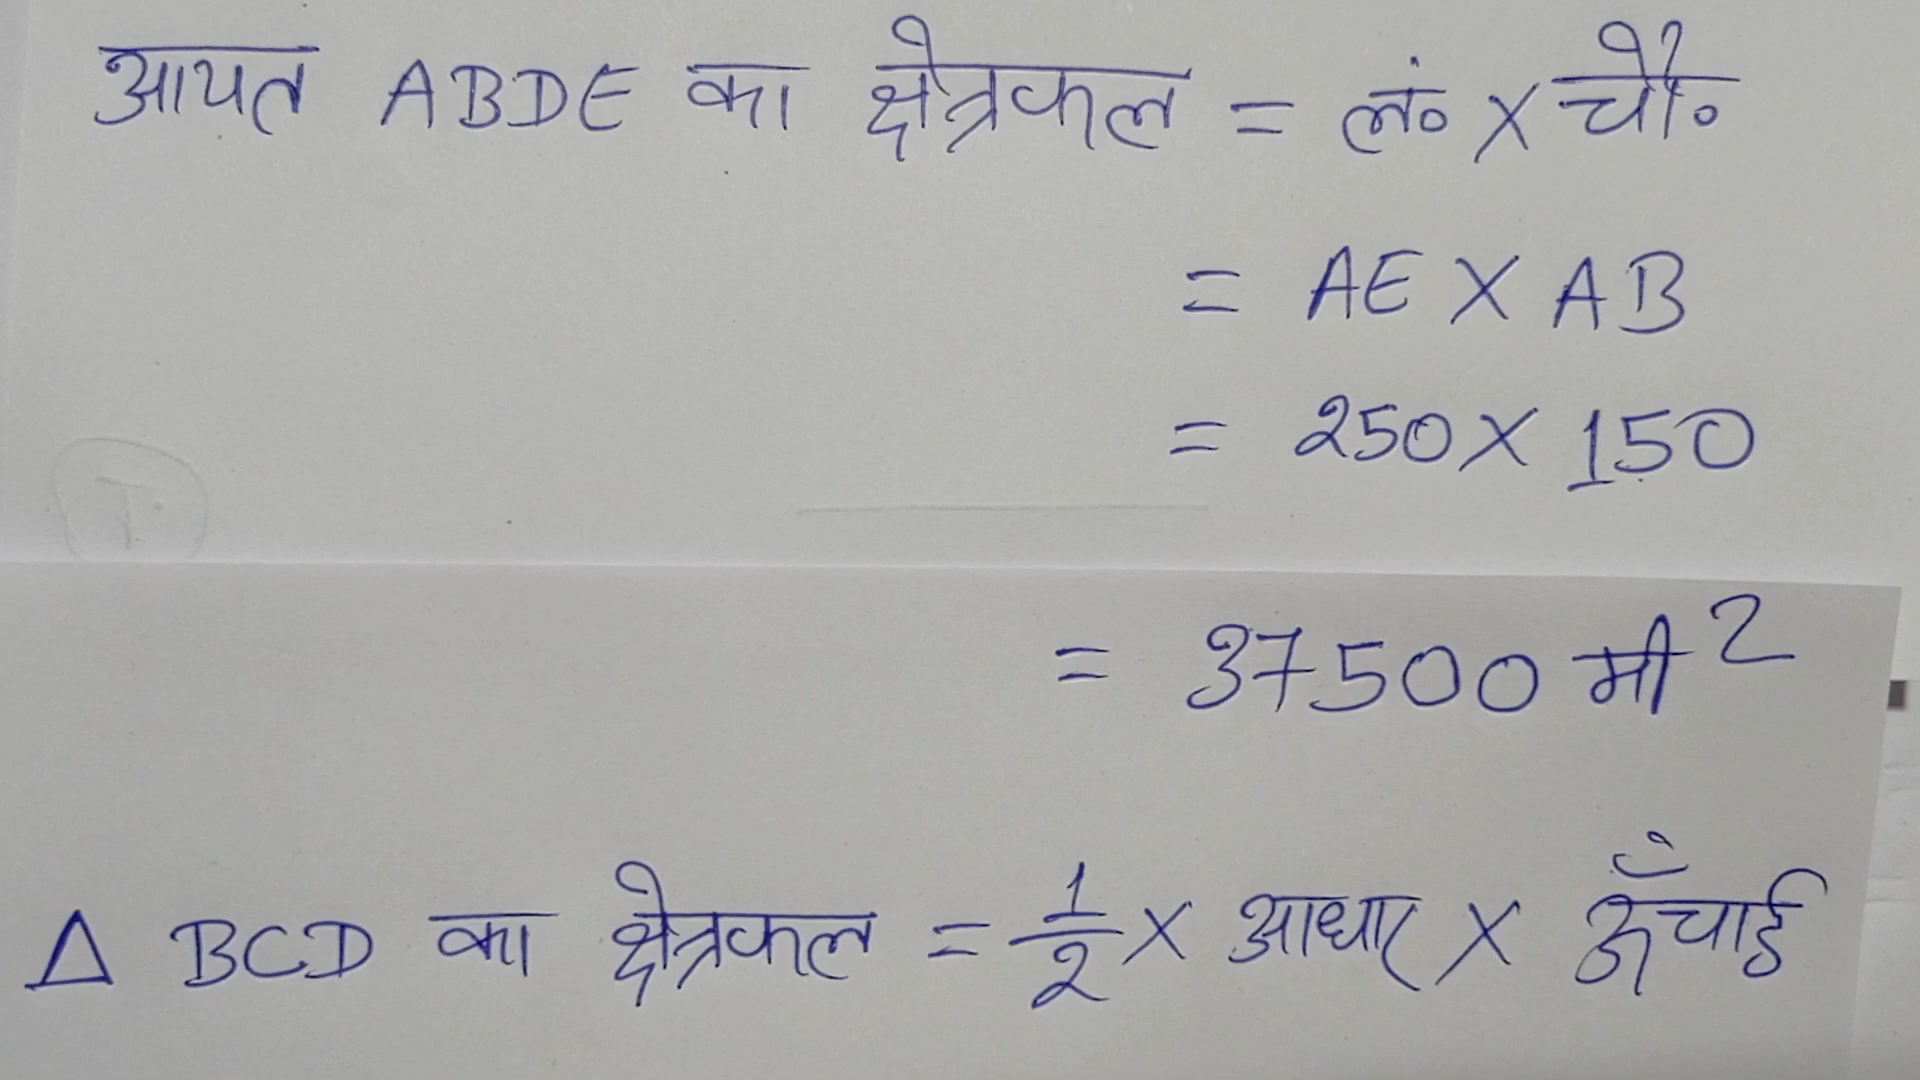 आयत ABDE का क्षेत्रफल = लं० × चौ०
= AE × AB
= 250 × 150
= 37500 मी²
Δ BCD का क्षेत्रफल = 1/2 × आधार × ऊँचाई